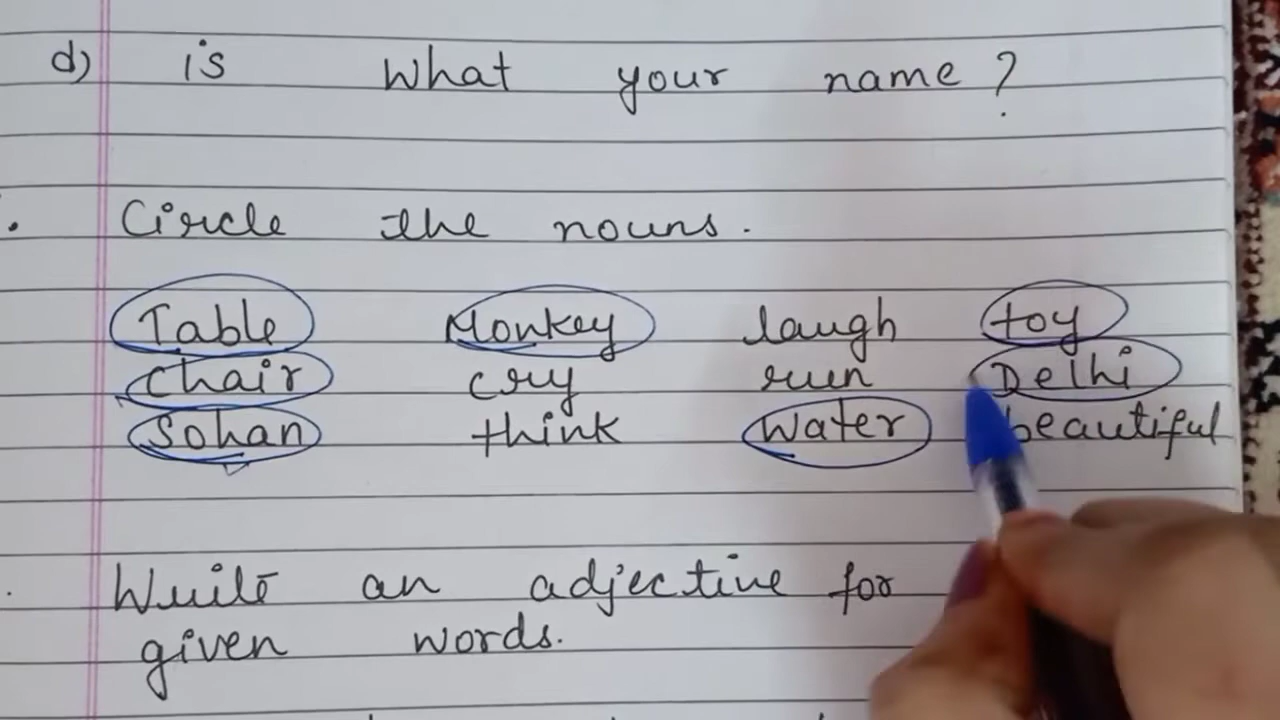 d) is What your name ?
Circle the nouns.
Table Monkey laugh toy
chair cry run Delhi
Sohan think Water beautiful
Write an adjective for
given words.